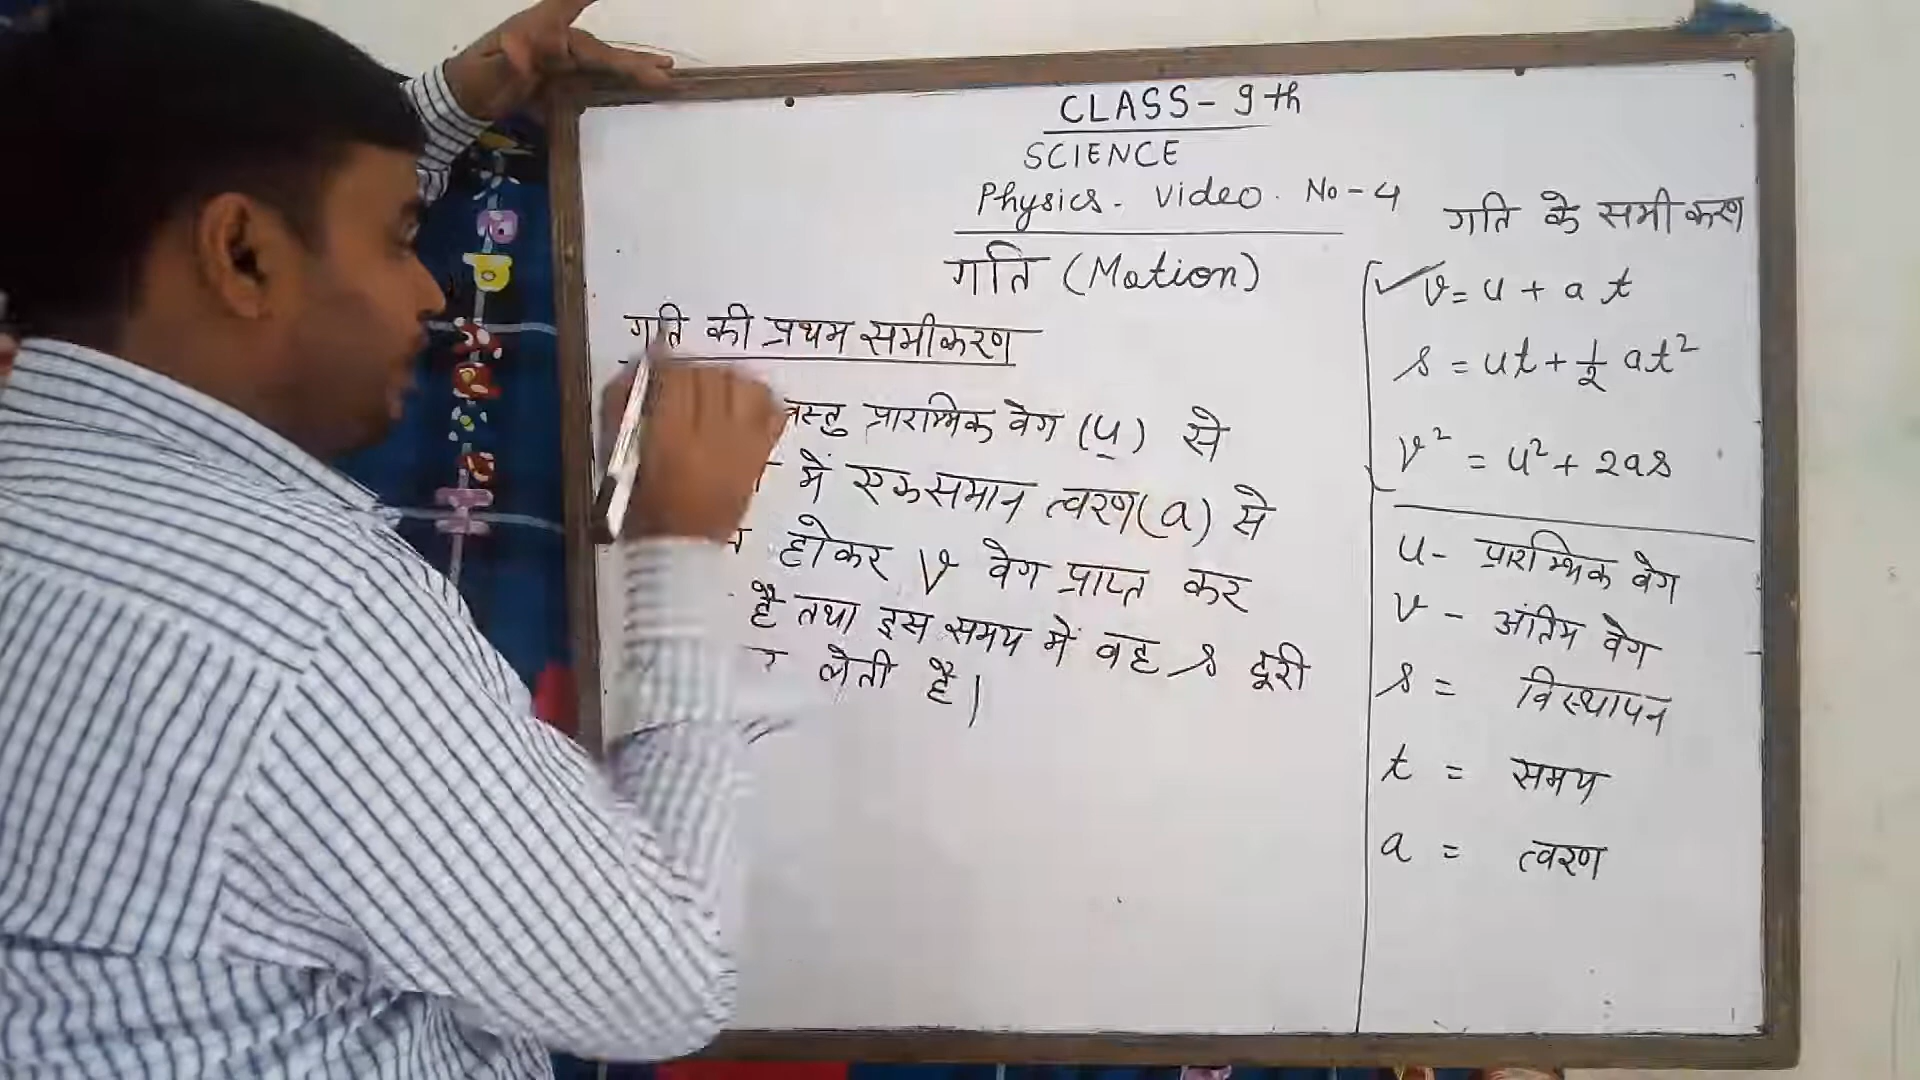 CLASS - 9th
SCIENCE
Physics - Video. No - 4
गति (Motion)
गति की प्रथम समीकरण
वस्तु प्रारम्भिक वेग (u) से
में एकसमान त्वरण(a) से
होकर v वेग प्राप्त कर
है तथा इस समय में वह s दूरी
लेती है।
गति के समीकरण
✓ v = u + a t
s = ut + 1/2 at²
v² = u² + 2as
u - प्रारम्भिक वेग
v - अंतिम वेग
s = विस्थापन
t = समय
a = त्वरण